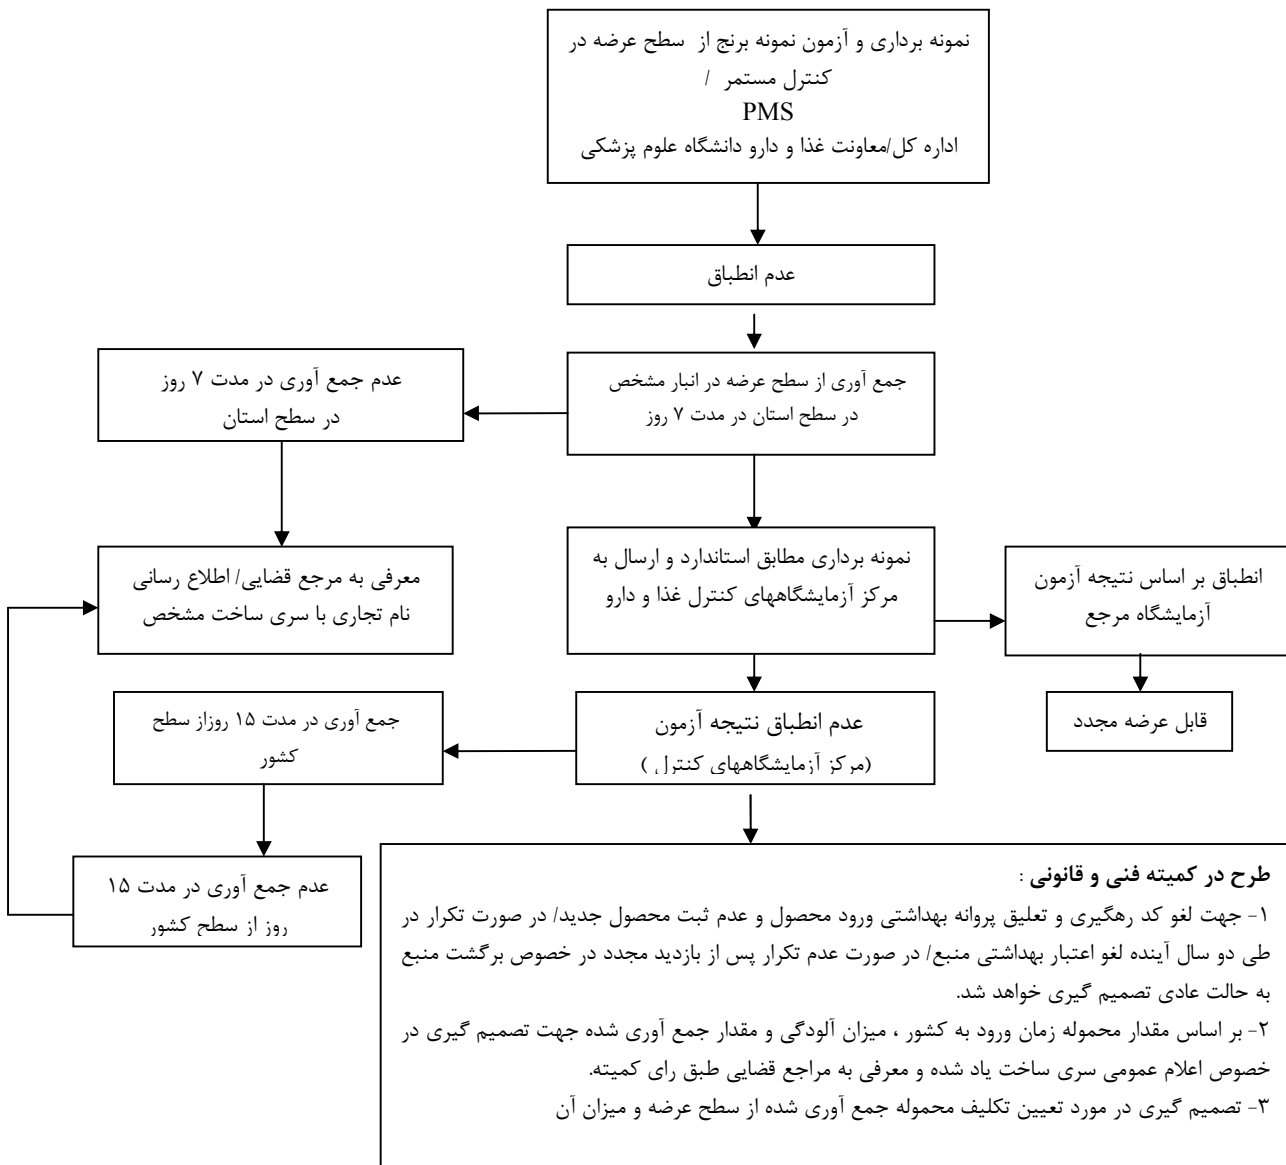 نمونه برداری و آزمون نمونه برنج از سطح عرضه در
کنترل مستمر /
PMS
اداره کل/معاونت غذا و دارو دانشگاه علوم پزشکی
عدم انطباق
جمع آوری از سطح عرضه در انبار مشخص
در سطح استان در مدت ۷ روز
عدم جمع آوری در مدت ۷ روز
در سطح استان
نمونه برداری مطابق استاندارد و ارسال به
مرکز آزمایشگاههای کنترل غذا و دارو
انطباق بر اساس نتیجه آزمون
آزمایشگاه مرجع
معرفی به مرجع قضایی/ اطلاع رسانی
نام تجاری با سری ساخت مشخص
قابل عرضه مجدد
عدم انطباق نتیجه آزمون
(مرکز آزمایشگاههای کنترل )
جمع آوری در مدت ۱۵ روزاز سطح
کشور
عدم جمع آوری در مدت ۱۵
روز از سطح کشور
طرح در کمیته فنی و قانونی :
۱- جهت لغو کد رهگیری و تعلیق پروانه بهداشتی ورود محصول و عدم ثبت محصول جدید/ در صورت تکرار در
طی دو سال آینده لغو اعتبار بهداشتی منبع/ در صورت عدم تکرار پس از بازدید مجدد در خصوص برگشت منبع
به حالت عادی تصمیم گیری خواهد شد.
۲- بر اساس مقدار محموله زمان ورود به کشور ، میزان آلودگی و مقدار جمع آوری شده جهت تصمیم گیری در
خصوص اعلام عمومی سری ساخت یاد شده و معرفی به مراجع قضایی طبق رای کمیته.
۳- تصمیم گیری در مورد تعیین تکلیف محموله جمع آوری شده از سطح عرضه و میزان آن